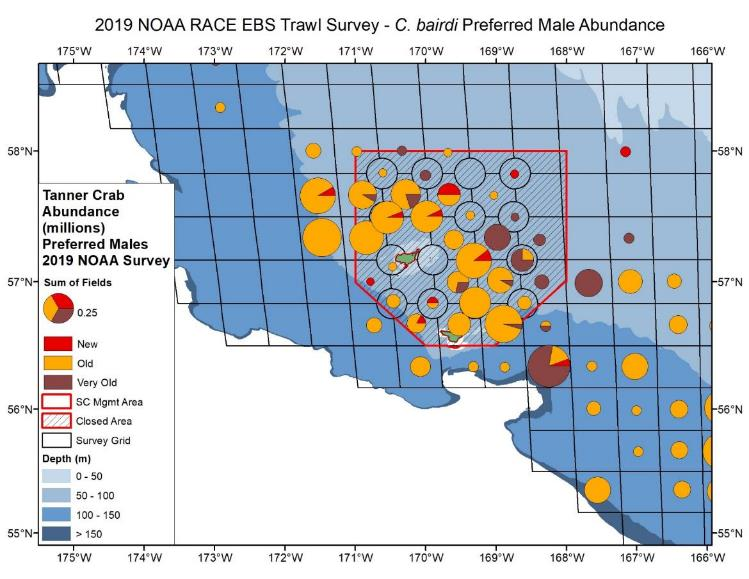 2019 NOAA RACE EBS Trawl Survey - C. bairdi Preferred Male Abundance
175°W 174°W 173°W 172°W 171°W 170°W 169°W 168°W 167°W 166°W
58°N 58°N
Tanner Crab
Abundance
(millions)
Preferred Males
2019 NOAA Survey
Sum of Fields
0.25
57°N 57°N
New
Old
Very Old
SC Mgmt Area
Closed Area
Survey Grid
56°N 56°N
Depth (m)
0 - 50
50 - 100
100 - 150
> 150
55°N 55°N
175°W 174°W 173°W 172°W 171°W 170°W 169°W 168°W 167°W 166°W